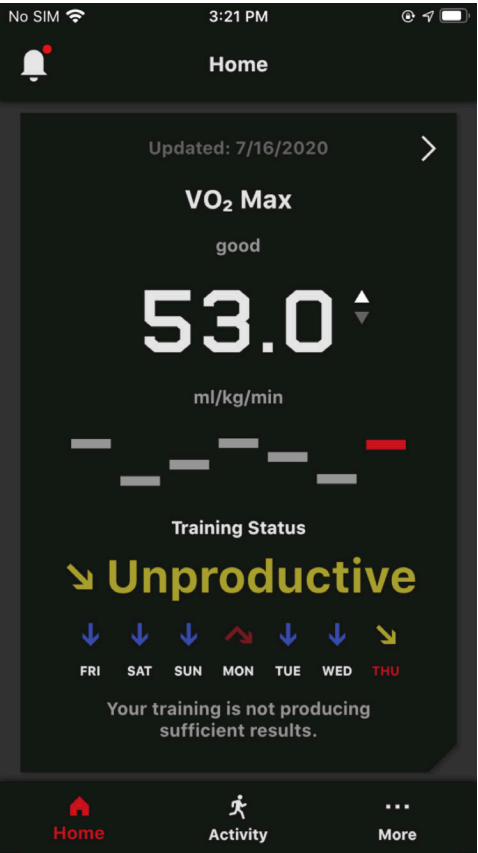 No SIM 3:21 PM
Home
Updated: 7/16/2020
VO₂ Max
good
53.0
ml/kg/min
Training Status
Unproductive
FRI SAT SUN MON TUE WED THU
Your training is not producing
sufficient results.
Home Activity More